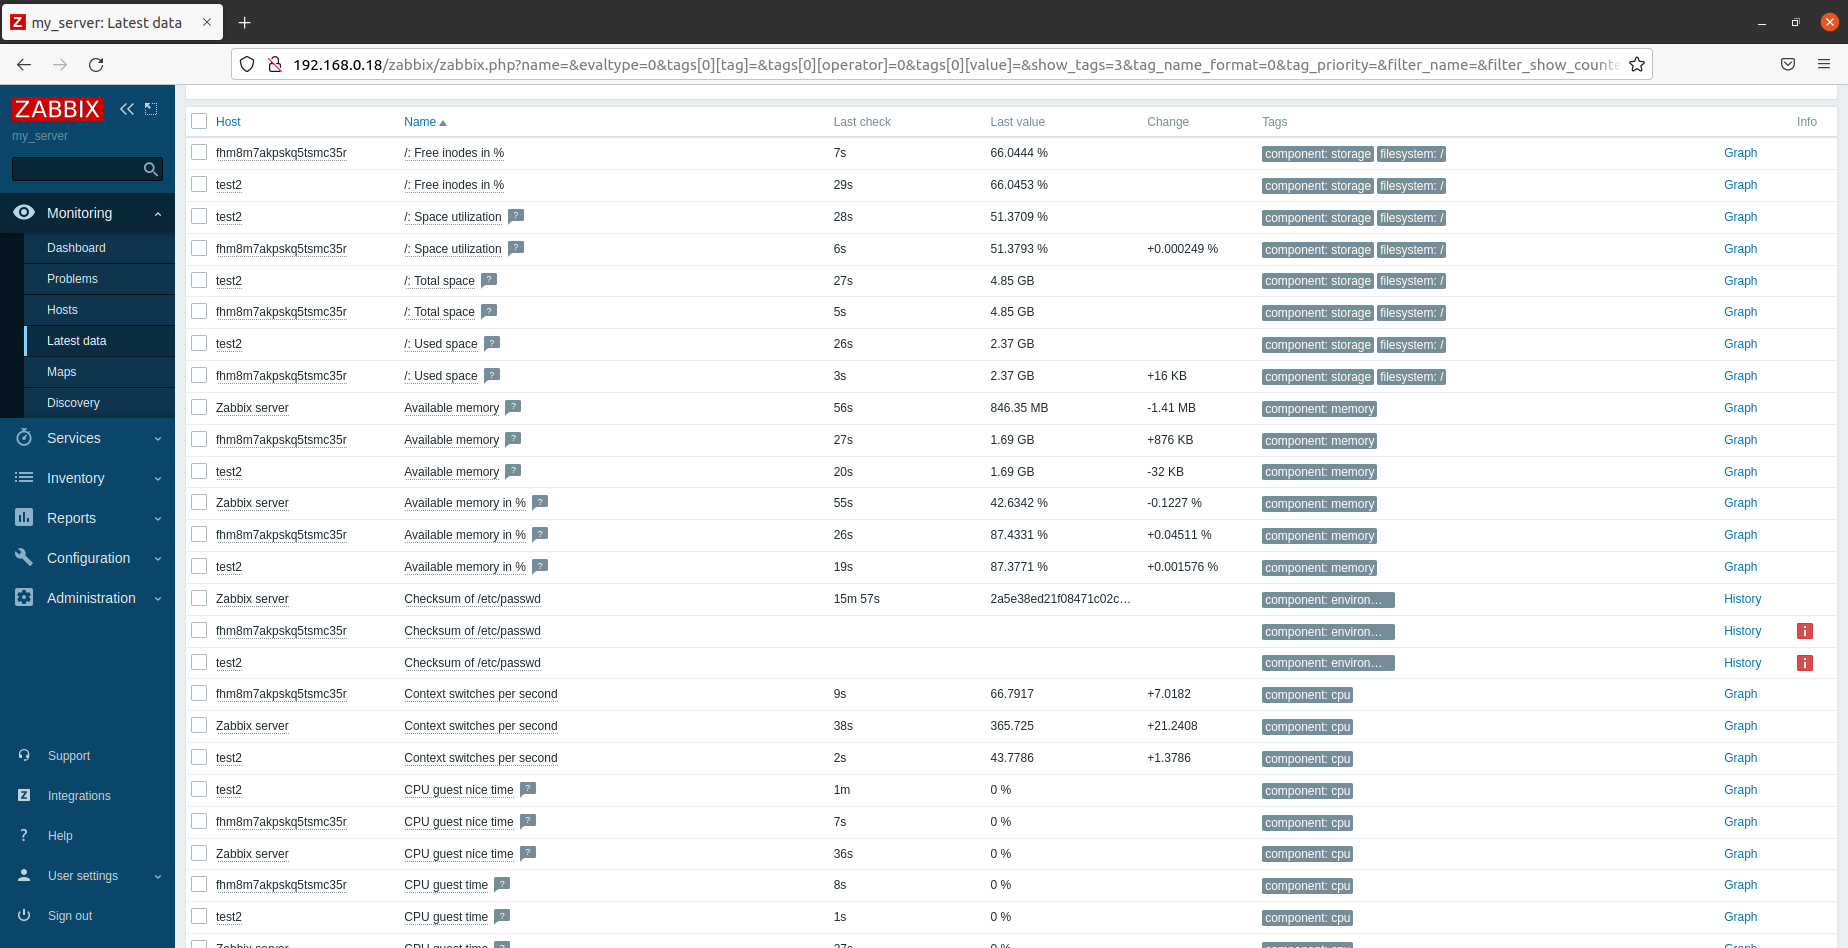 my_server: Latest data
192.168.0.18/zabbix/zabbix.php?name=&evaltype=0&tags[0][tag]=&tags[0][operator]=0&tags[0][value]=&show_tags=3&tag_name_format=0&tag_priority=&filter_name=&filter_show_counte
ZABBIX
my_server
Monitoring
Dashboard
Problems
Hosts
Latest data
Maps
Discovery
Services
Inventory
Reports
Configuration
Administration
Support
Integrations
Help
User settings
Sign out
Host Name Last check Last value Change Tags Info
fhm8m7akpskq5tsmc35r /: Free inodes in % 7s 66.0444 % component: storage filesystem: / Graph
test2 /: Free inodes in % 29s 66.0453 % component: storage filesystem: / Graph
test2 /: Space utilization ? 28s 51.3709 % component: storage filesystem: / Graph
fhm8m7akpskq5tsmc35r /: Space utilization ? 6s 51.3793 % +0.000249 % component: storage filesystem: / Graph
test2 /: Total space ? 27s 4.85 GB component: storage filesystem: / Graph
fhm8m7akpskq5tsmc35r /: Total space ? 5s 4.85 GB component: storage filesystem: / Graph
test2 /: Used space ? 26s 2.37 GB component: storage filesystem: / Graph
fhm8m7akpskq5tsmc35r /: Used space ? 3s 2.37 GB +16 KB component: storage filesystem: / Graph
Zabbix server Available memory ? 56s 846.35 MB -1.41 MB component: memory Graph
fhm8m7akpskq5tsmc35r Available memory ? 27s 1.69 GB +876 KB component: memory Graph
test2 Available memory ? 20s 1.69 GB -32 KB component: memory Graph
Zabbix server Available memory in % ? 55s 42.6342 % -0.1227 % component: memory Graph
fhm8m7akpskq5tsmc35r Available memory in % ? 26s 87.4331 % +0.04511 % component: memory Graph
test2 Available memory in % ? 19s 87.3771 % +0.001576 % component: memory Graph
Zabbix server Checksum of /etc/passwd 15m 57s 2a5e38ed21f08471c02c... component: environ... History
fhm8m7akpskq5tsmc35r Checksum of /etc/passwd component: environ... History i
test2 Checksum of /etc/passwd component: environ... History i
fhm8m7akpskq5tsmc35r Context switches per second 9s 66.7917 +7.0182 component: cpu Graph
Zabbix server Context switches per second 38s 365.725 +21.2408 component: cpu Graph
test2 Context switches per second 2s 43.7786 +1.3786 component: cpu Graph
test2 CPU guest nice time ? 1m 0 % component: cpu Graph
fhm8m7akpskq5tsmc35r CPU guest nice time ? 7s 0 % component: cpu Graph
Zabbix server CPU guest nice time ? 36s 0 % component: cpu Graph
fhm8m7akpskq5tsmc35r CPU guest time ? 8s 0 % component: cpu Graph
test2 CPU guest time ? 1s 0 % component: cpu Graph
Zabbix server CPU guest time ? 37s 0 % component: cpu Graph